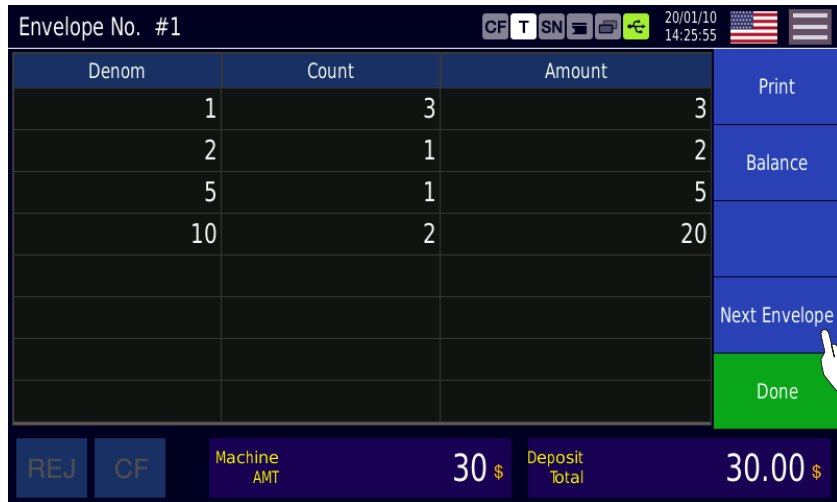 Envelope No. #1
CF T SN
20/01/10
14:25:55
Denom Count Amount
1 3 3
2 1 2
5 1 5
10 2 20
Print
Balance
Next Envelope
Done
REJ CF
Machine
AMT
30 $
Deposit
Total
30.00 $